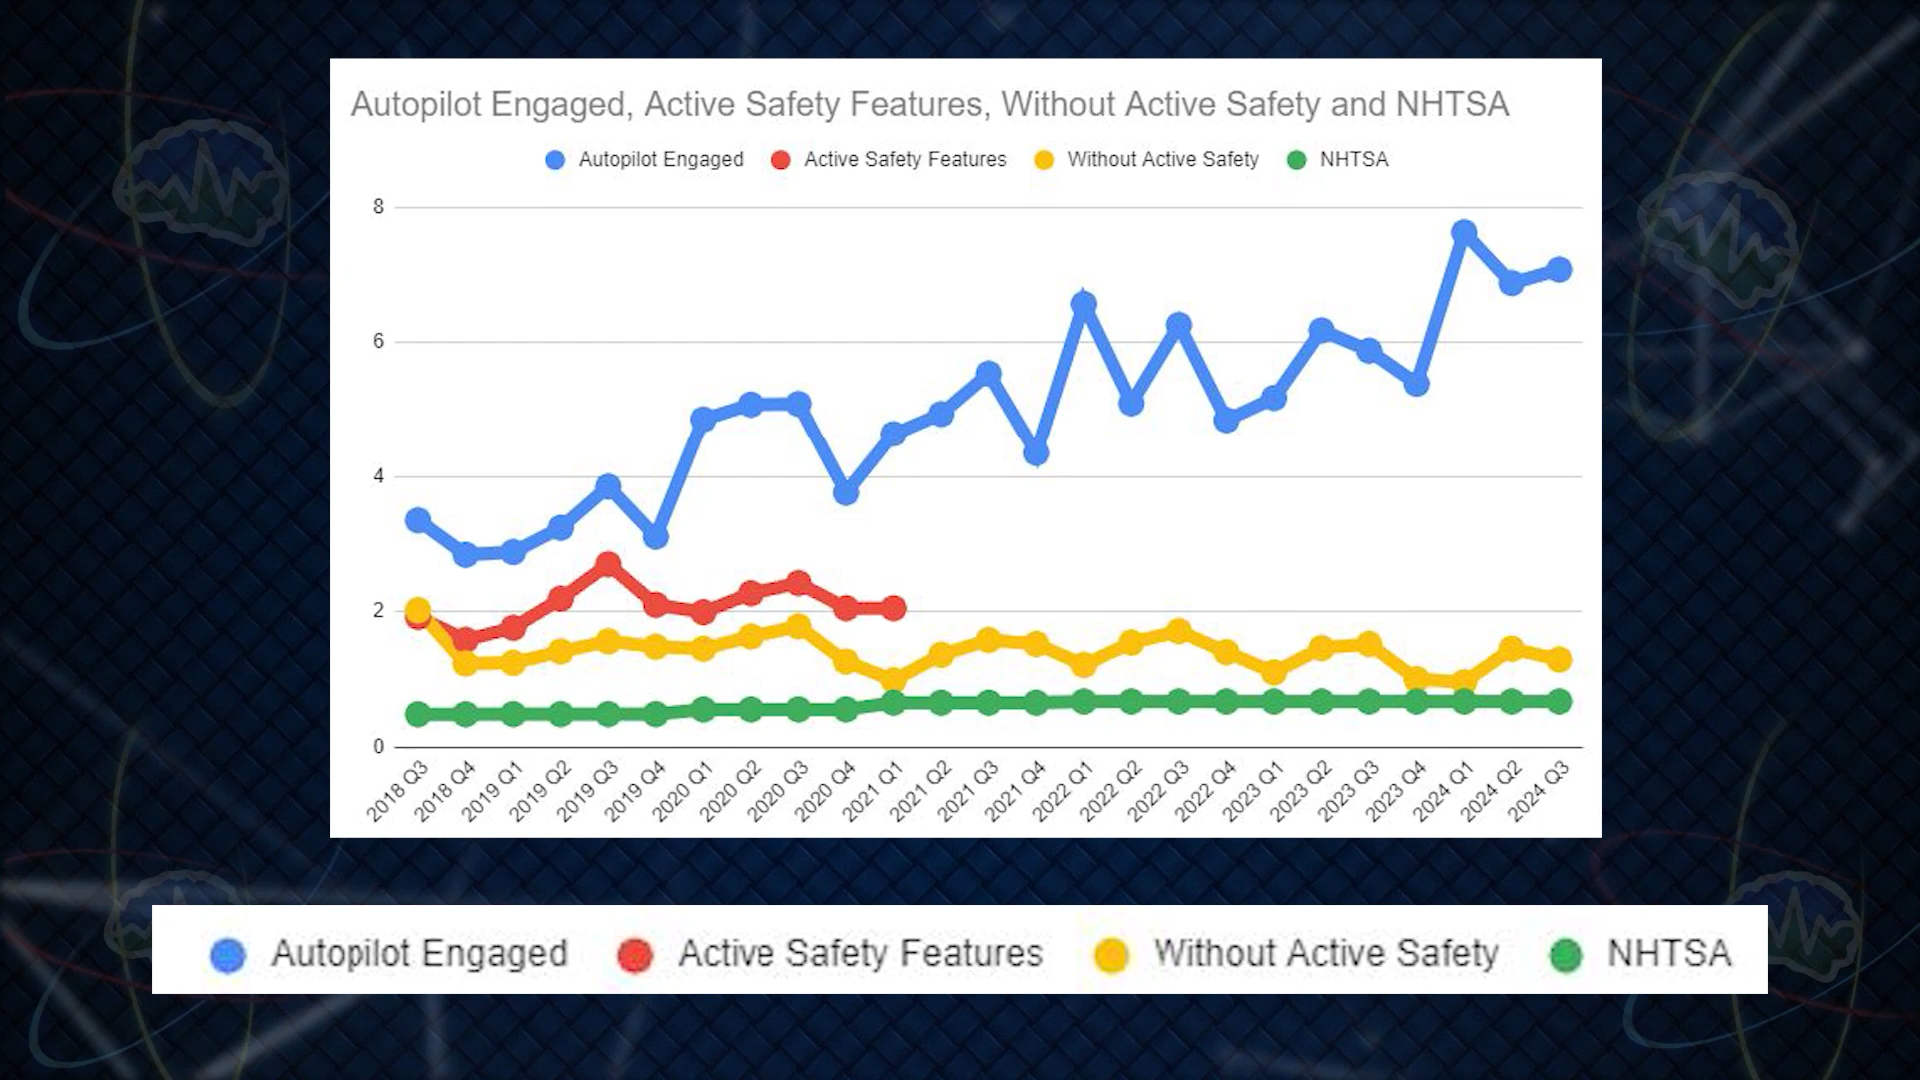 Autopilot Engaged, Active Safety Features, Without Active Safety and NHTSA
Autopilot Engaged Active Safety Features Without Active Safety NHTSA
8
6
4
2
0
2018 Q3 2018 Q4 2019 Q1 2019 Q2 2019 Q3 2019 Q4 2020 Q1 2020 Q2 2020 Q3 2020 Q4 2021 Q1 2021 Q2 2021 Q3 2021 Q4 2022 Q1 2022 Q2 2022 Q3 2022 Q4 2023 Q1 2023 Q2 2023 Q3 2023 Q4 2024 Q1 2024 Q2 2024 Q3
Autopilot Engaged Active Safety Features Without Active Safety NHTSA